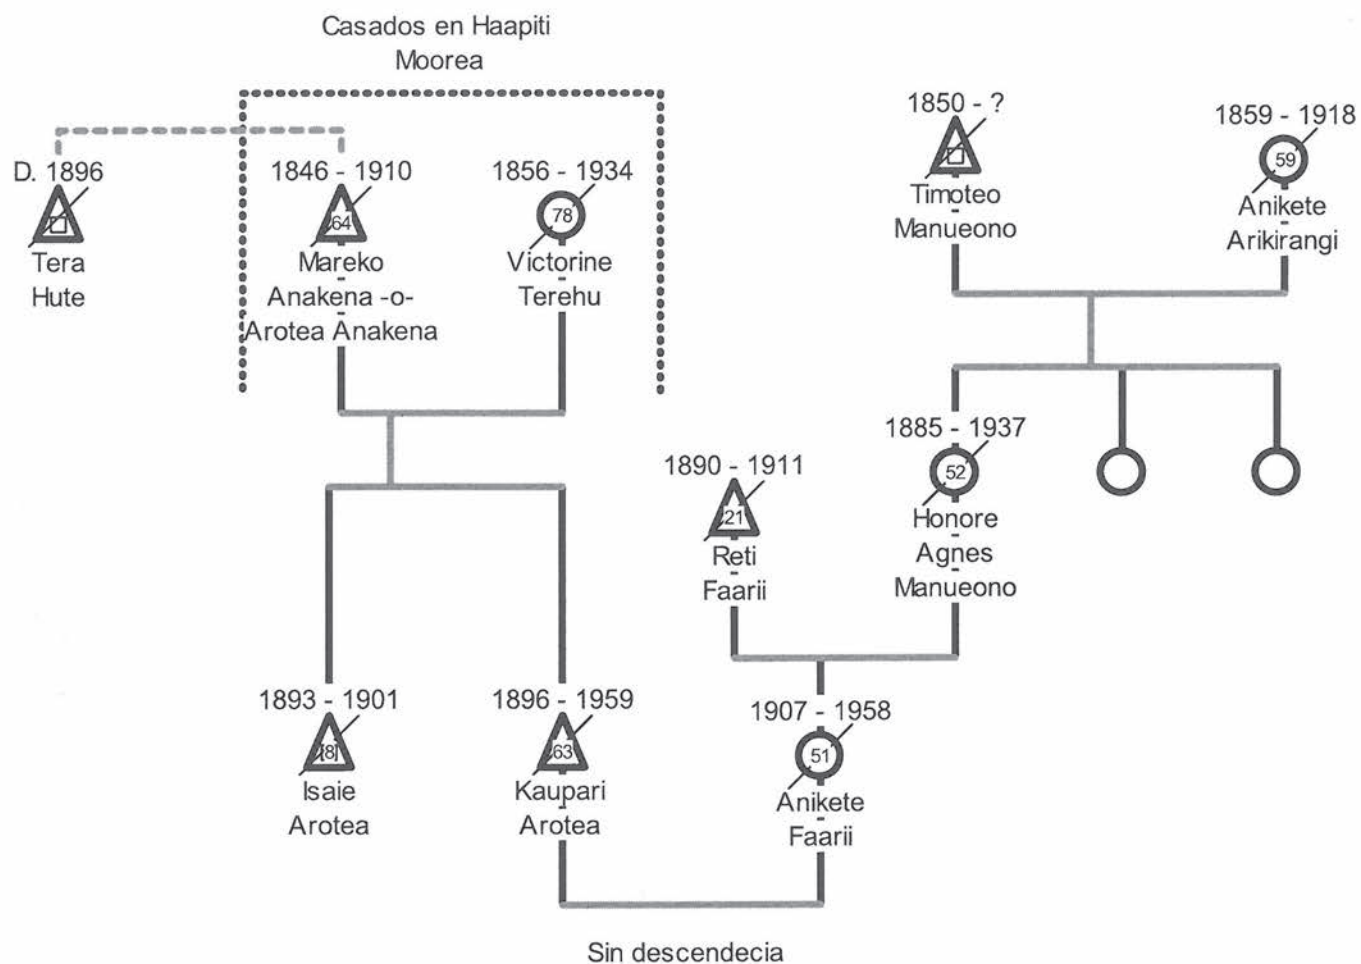 Casados en Haapiti
Moorea
D. 1896
Tera
Hute
1846 - 1910
64
Mareko
Anakena -o-
Arotea Anakena
1856 - 1934
78
Victorine
Terehu
1850 - ?
Timoteo
Manueono
1859 - 1918
59
Anikete
Arikirangi
1890 - 1911
21
Reti
Faarii
1885 - 1937
52
Honore
Agnes
Manueono
1893 - 1901
[8]
Isaie
Arotea
1896 - 1959
63
Kaupari
Arotea
1907 - 1958
51
Anikete
Faarii
Sin descendecia